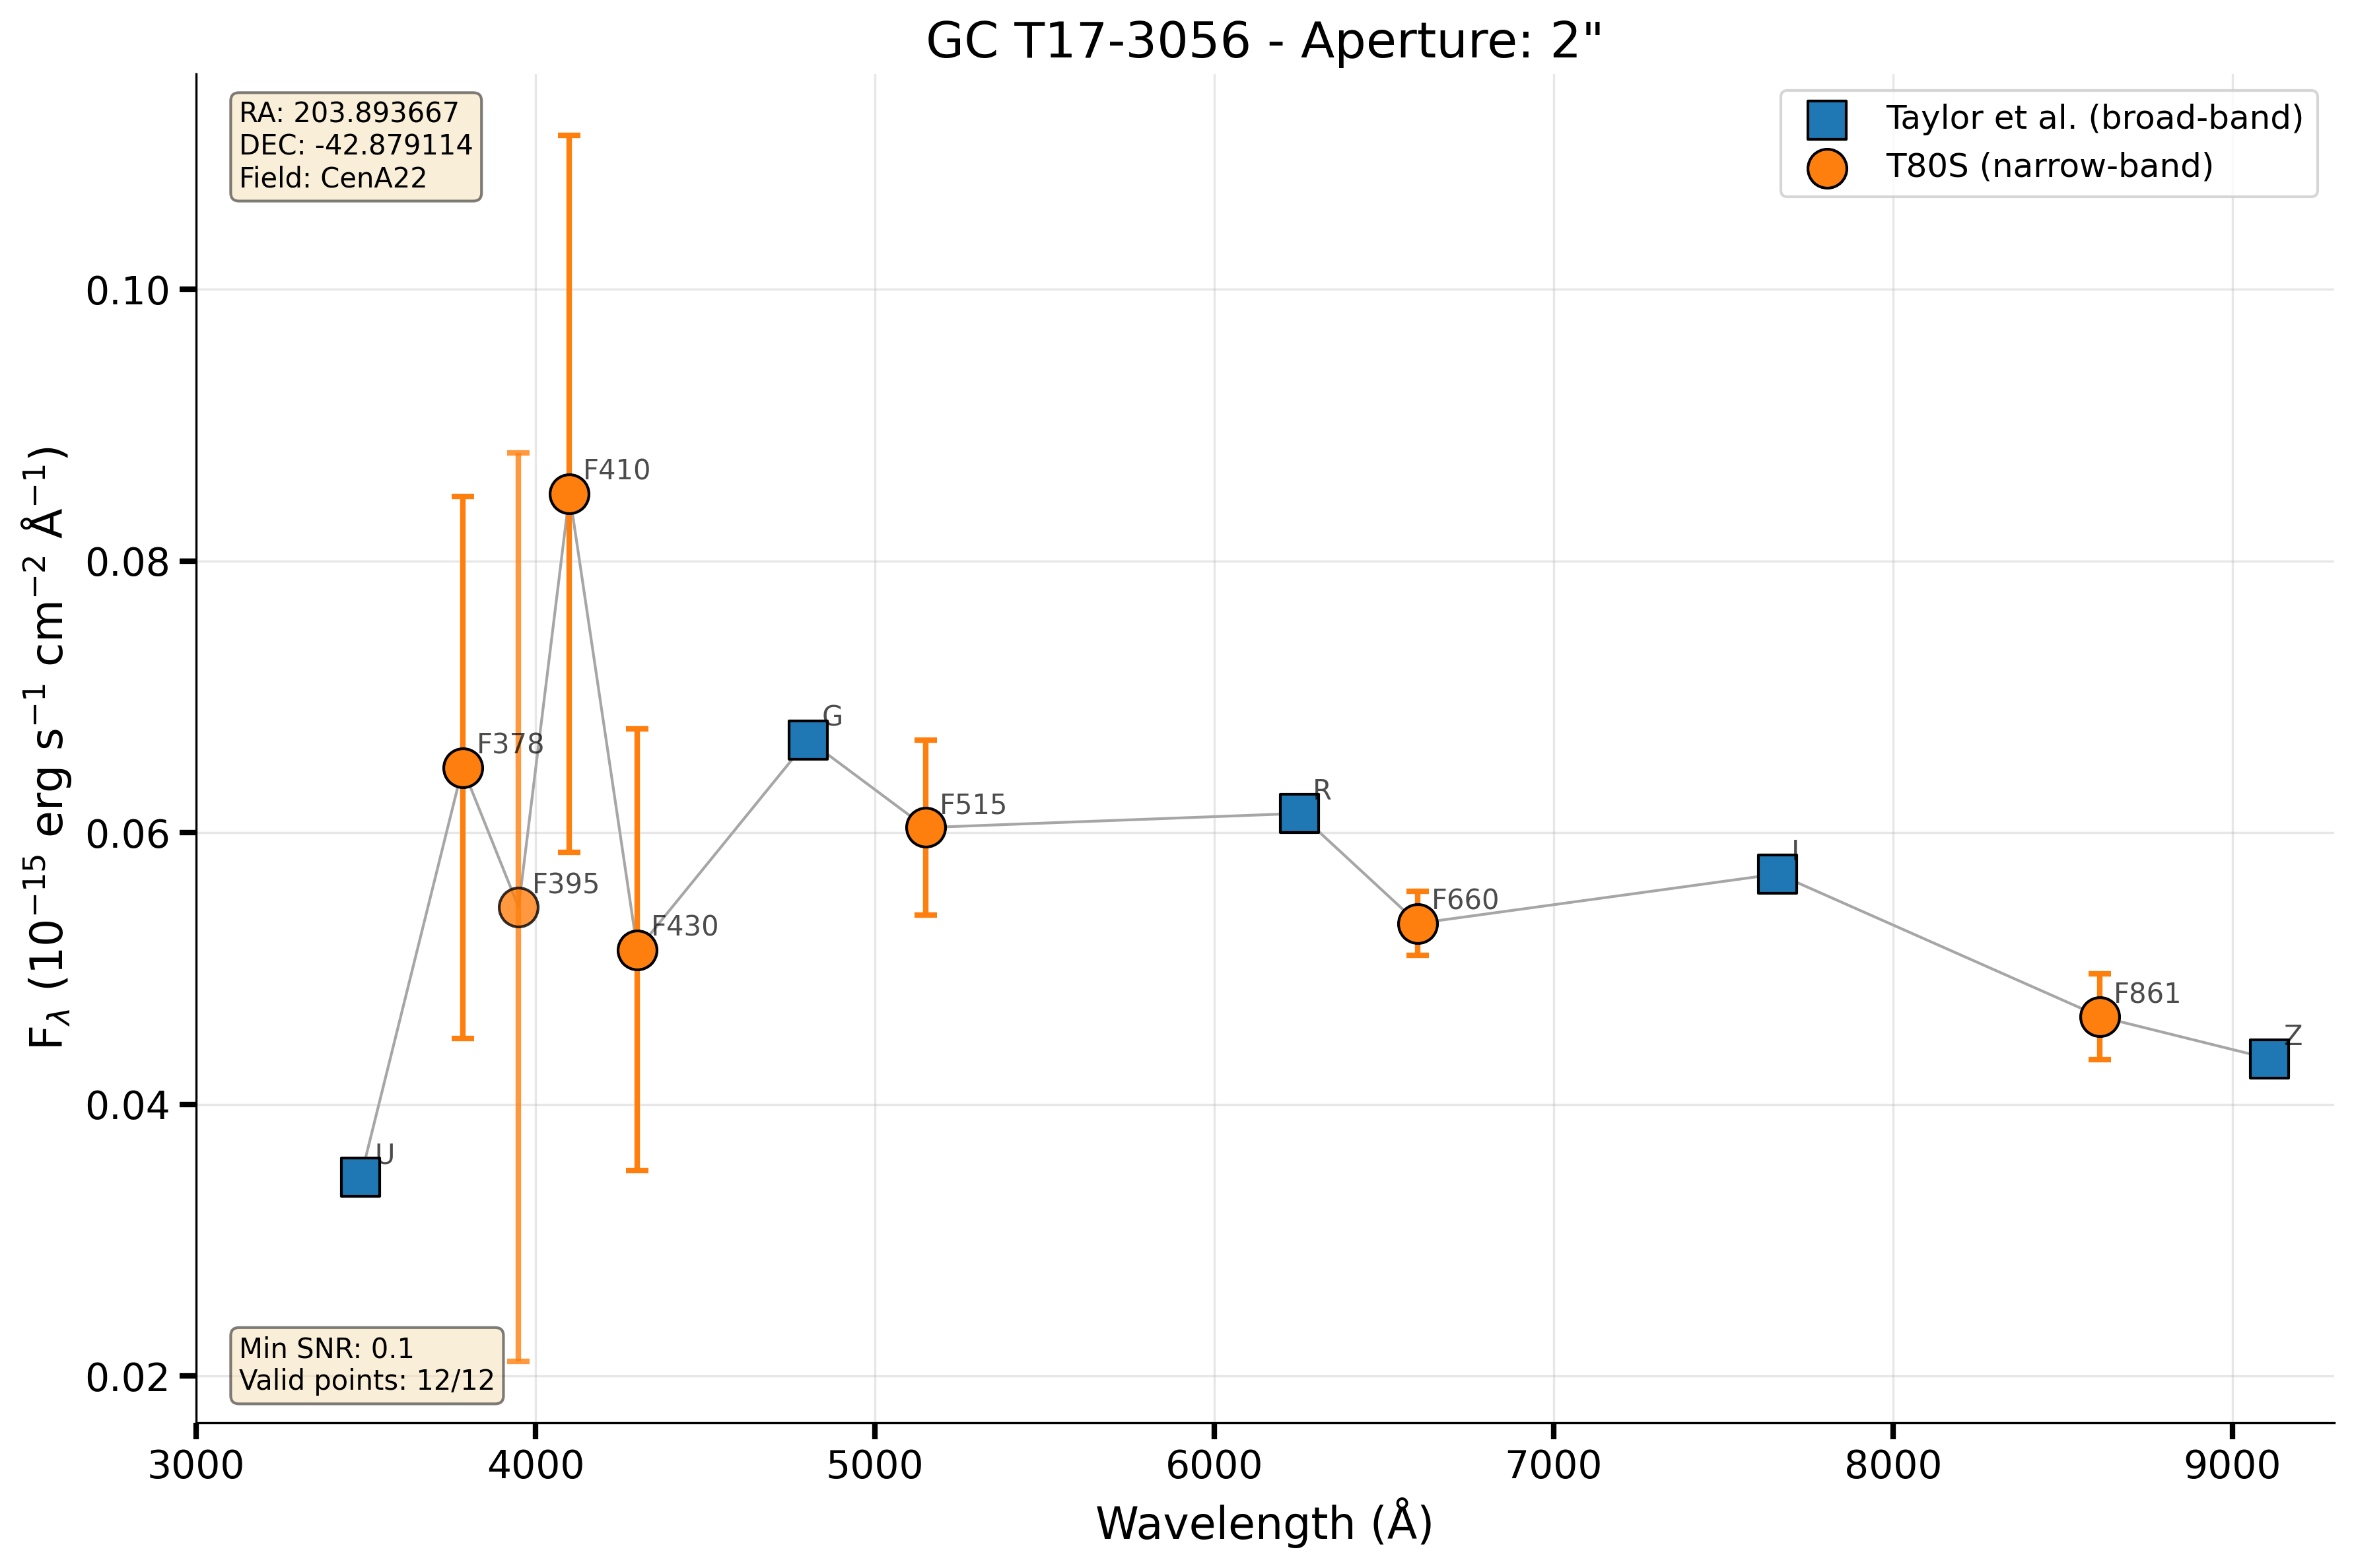 GC T17-3056 - Aperture: 2"
RA: 203.893667
DEC: -42.879114
Field: CenA22
Taylor et al. (broad-band)
T80S (narrow-band)
F410
F378
F395
F430
G
F515
R
F660
I
F861
Z
U
Min SNR: 0.1
Valid points: 12/12
0.10
0.08
0.06
0.04
0.02
F_λ (10⁻¹⁵ erg s⁻¹ cm⁻² Å⁻¹)
3000 4000 5000 6000 7000 8000 9000
Wavelength (Å)